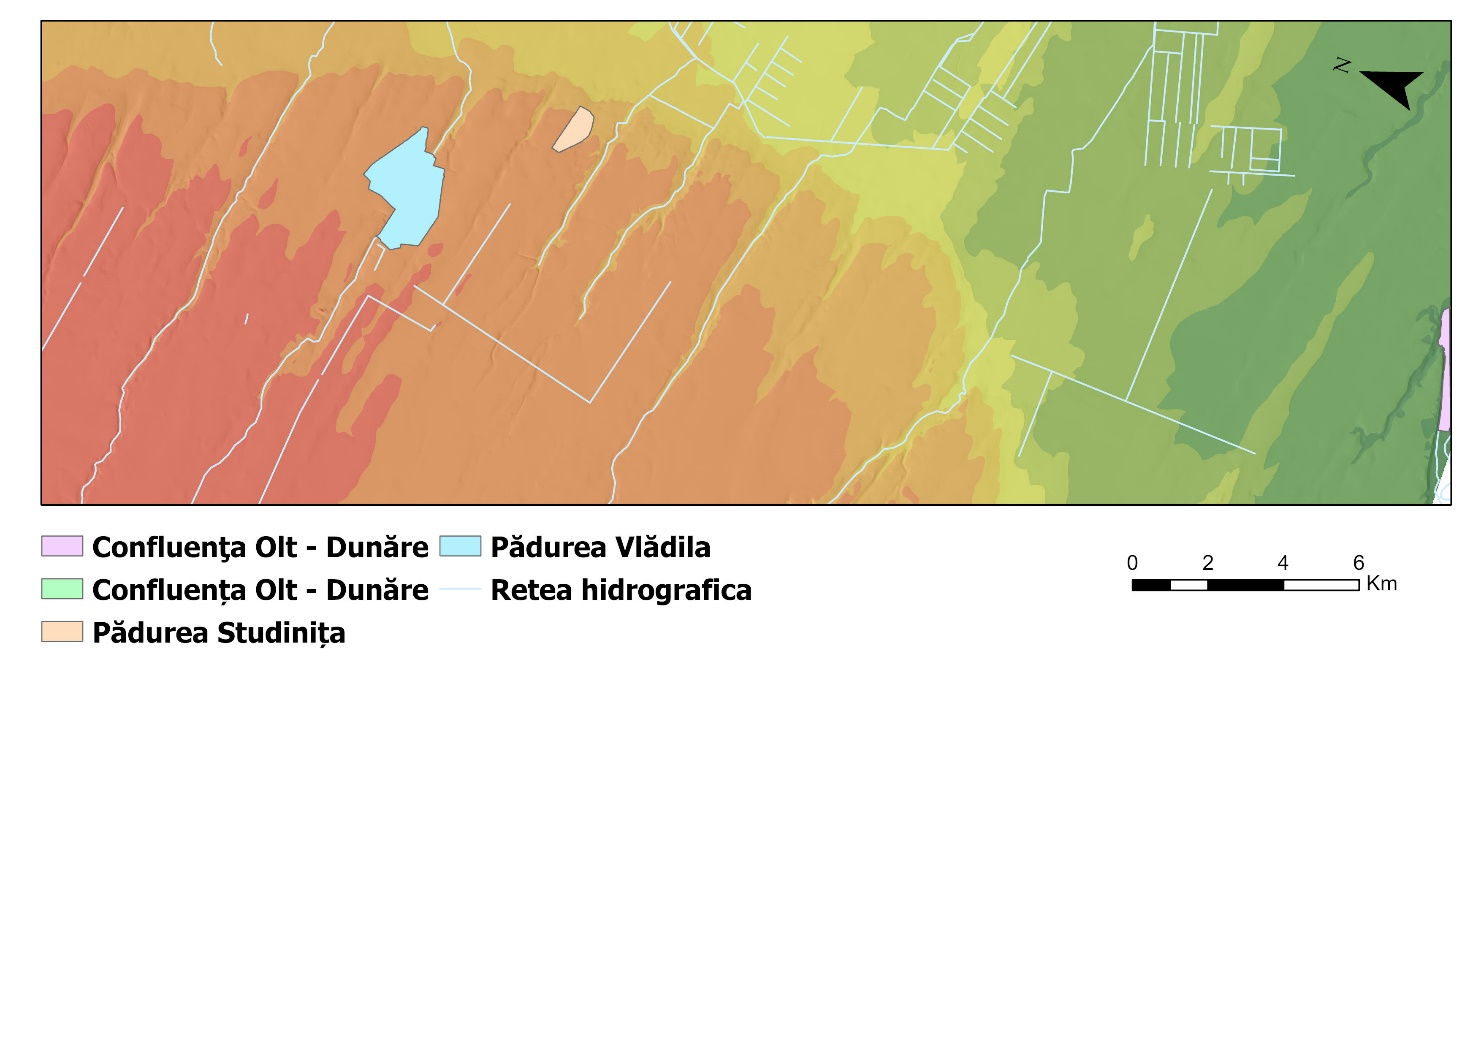 N
Confluenţa Olt - Dunăre
Pădurea Vlădila
Confluența Olt - Dunăre
Retea hidrografica
Pădurea Studinița
0 2 4 6
Km